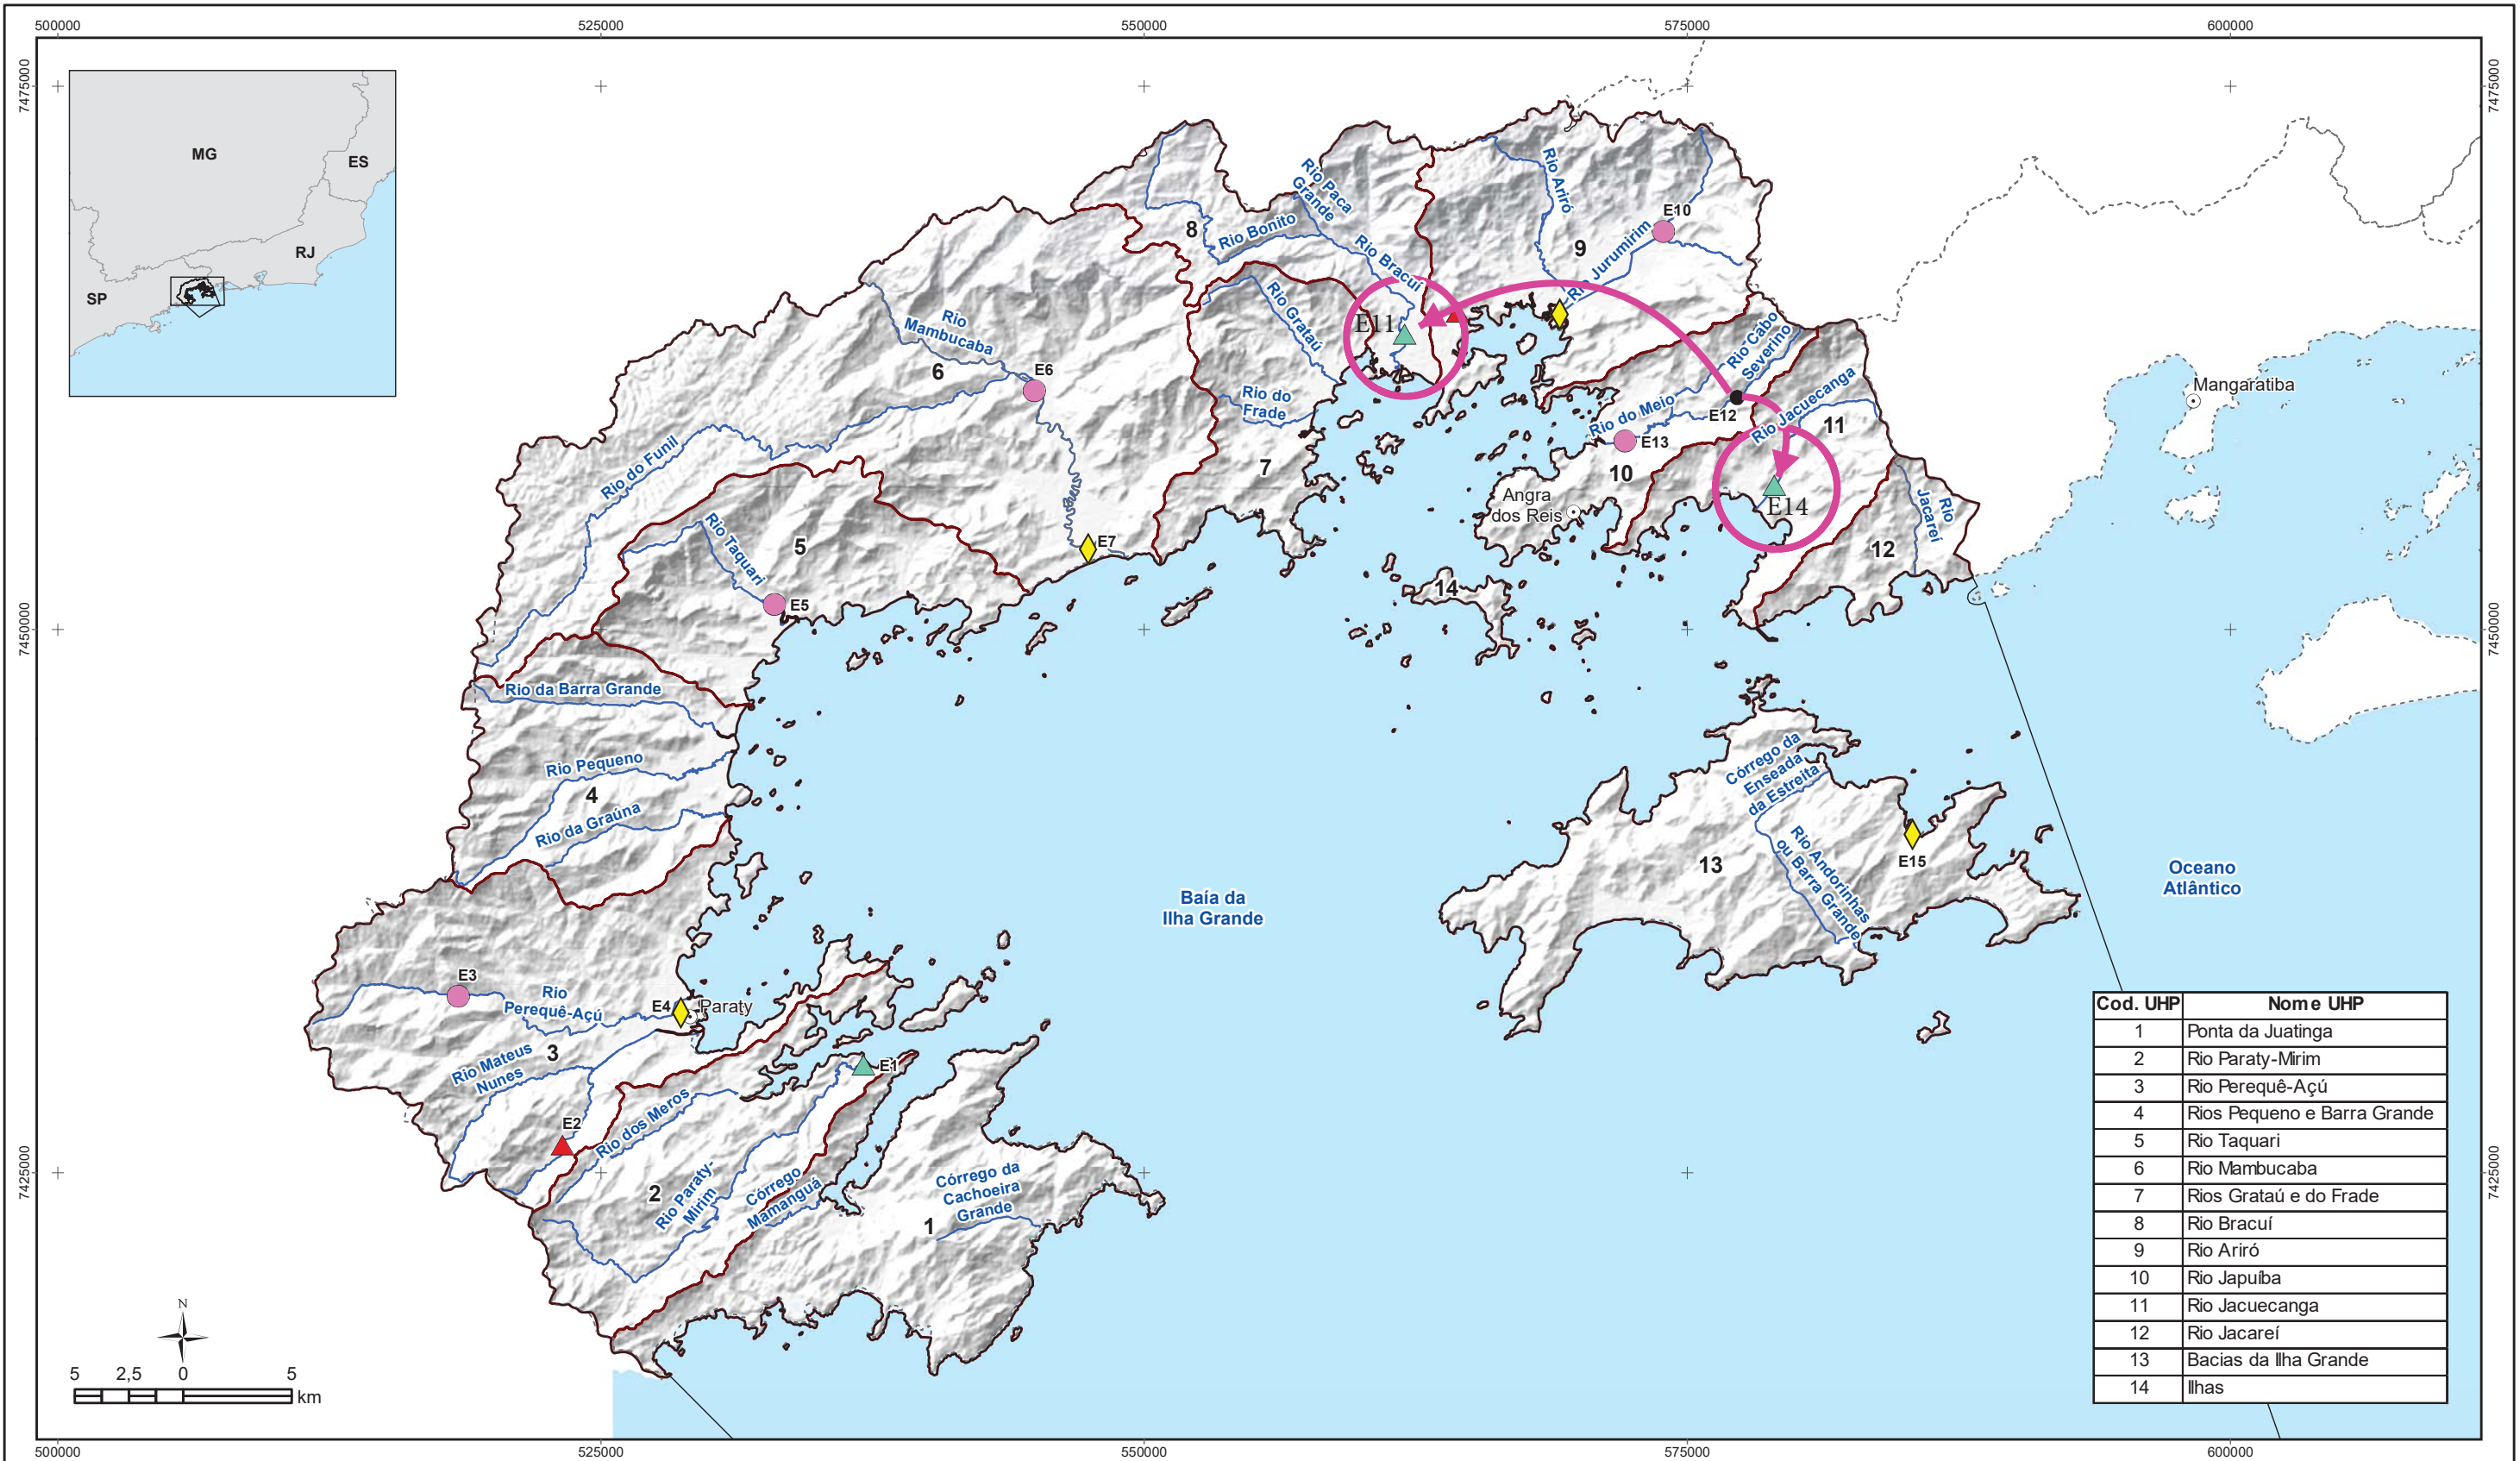 500000
525000
550000
575000
600000
7475000
7475000
MG
ES
RJ
SP
Rio Paca
Grande
Rio Ariró
E10
8
Rio Bonito
9
Rio Bracuí
Rio Jurumirim
Rio
Mambucaba
Rio Grataú
E11
Rio Cabo
Severino
6
E6
Rio Jacuecanga
Mangaratiba
Rio do
Frade
Rio do Meio
E12
11
E13
Rio do Funil
7
10
Angra
dos Reis
E14
Rio
Jacareí
Rio Taquari
5
E7
12
14
E5
7450000
7450000
Rio da Barra Grande
Rio Pequeno
4
Rio da Graúna
Córrego da
Enseada
da Estreita
Rio Andorinhas
ou Barra Grande
13
E15
Baía da
Ilha Grande
Oceano
Atlântico
E3
Rio
Perequê-Açú
E4
Paraty
3
Rio Mateus
Nunes
E1
E2
Rio dos Meros
2
Rio Paraty-
Mirim
Córrego
Mamanguá
Córrego da
Cachoeira
Grande
1
7425000
7425000
N
5 2,5 0 5
km
Cod. UHP Nome UHP
1 Ponta da Juatinga
2 Rio Paraty-Mirim
3 Rio Perequê-Açú
4 Rios Pequeno e Barra Grande
5 Rio Taquari
6 Rio Mambucaba
7 Rios Grataú e do Frade
8 Rio Bracuí
9 Rio Ariró
10 Rio Japuíba
11 Rio Jacuecanga
12 Rio Jacareí
13 Bacias da Ilha Grande
14 Ilhas
500000
525000
550000
575000
600000